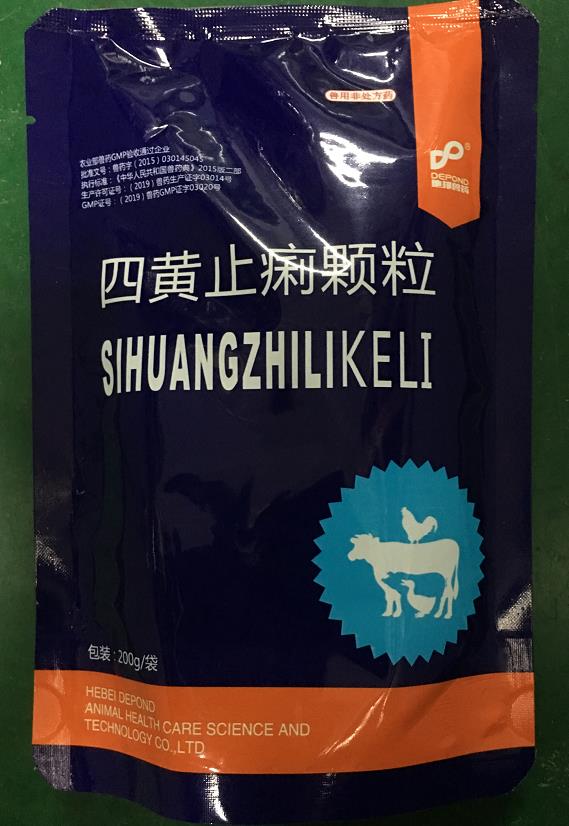 兽用非处方药
DEPOND
德邦兽药
农业部兽药GMP验收通过企业
批准文号：兽药字（2015）030145045
执行标准：《中华人民共和国兽药典》2015版二部
生产许可证号：（2019）兽药生产证字03014号
GMP证号：（2019）兽药GMP证字03020号
四黄止痢颗粒
SIHUANGZHILIKELI
包装：200g/袋
HEBEI DEPOND
ANIMAL HEALTH CARE SCIENCE AND
TECHNOLOGY CO.,LTD